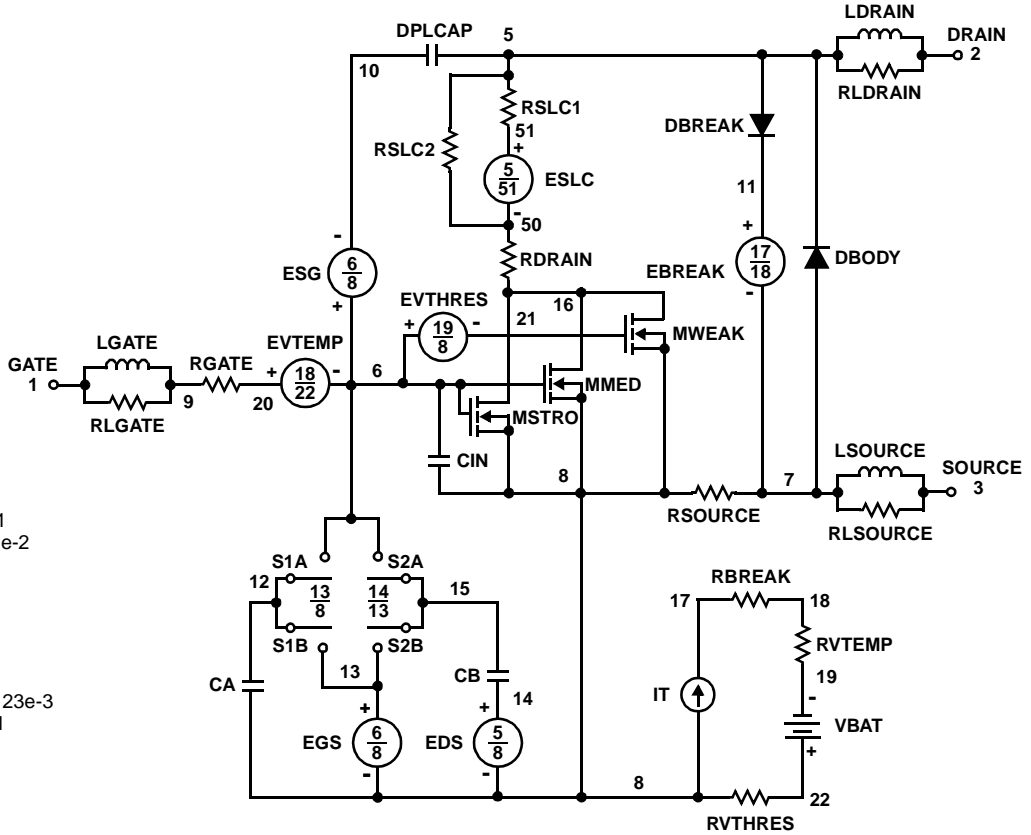 LDRAIN
DPLCAP
5
DRAIN
2
10
RLDRAIN
RSLC1
51
DBREAK
RSLC2
+
5
51
ESLC
11
-
50
-
+
ESG
6
8
RDRAIN
EBREAK
17
18
DBODY
+
EVTHRES
16
-
21
+
19
8
-
MWEAK
LGATE
EVTEMP
GATE
1
RGATE
+
18
22
-
6
MMED
9
20
MSTRO
RLGATE
LSOURCE
CIN
8
7
SOURCE
3
RSOURCE
RLSOURCE
1
e-2
S1A
S2A
12
13
8
14
13
15
RBREAK
17
18
S1B
S2B
RVTEMP
13
CB
19
CA
14
IT
-
23e-3
+
+
VBAT
EGS
6
8
EDS
5
8
+
-
-
8
22
RVTHRES